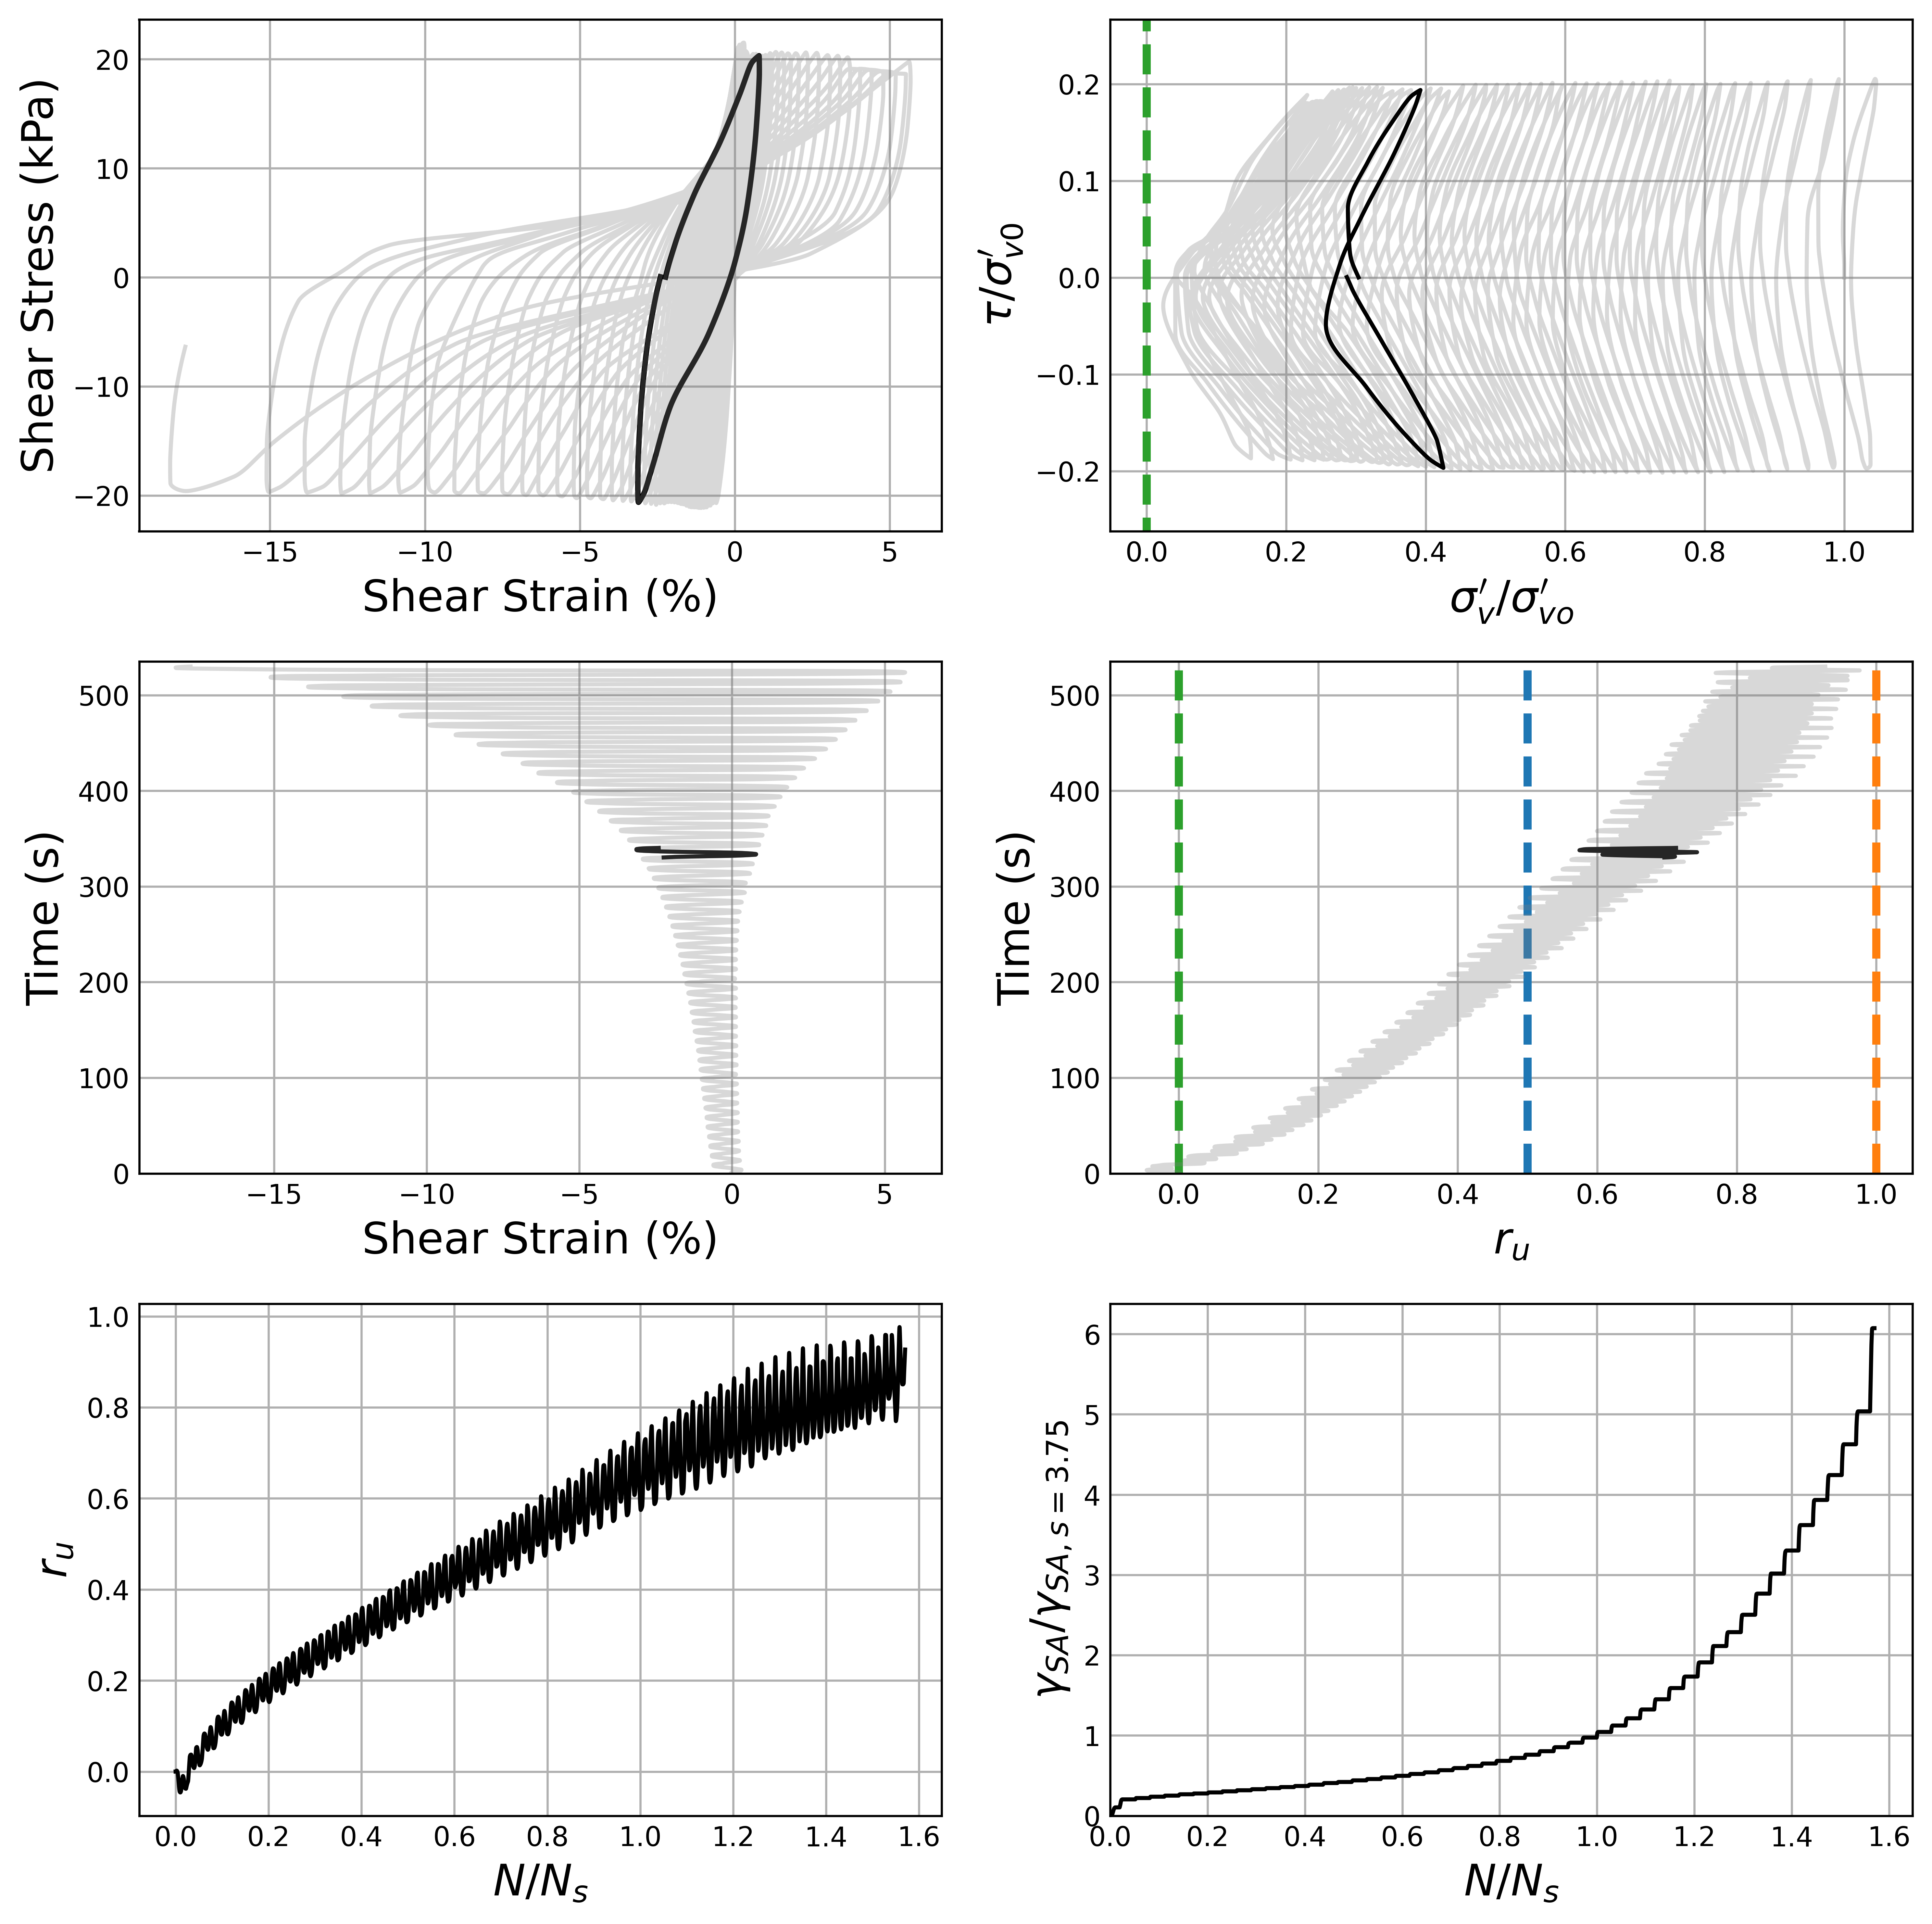 20
10
0
−10
−20
Shear Stress (kPa)
−15 −10 −5 0 5
Shear Strain (%)
0.2
0.1
0.0
−0.1
−0.2
τ/σ′v0
0.0 0.2 0.4 0.6 0.8 1.0
σ′v/σ′vo
500
400
300
200
100
0
Time (s)
−15 −10 −5 0 5
Shear Strain (%)
500
400
300
200
100
0
Time (s)
0.0 0.2 0.4 0.6 0.8 1.0
ru
1.0
0.8
0.6
0.4
0.2
0.0
ru
0.0 0.2 0.4 0.6 0.8 1.0 1.2 1.4 1.6
N/Ns
6
5
4
3
2
1
0
γSA/γSA, s = 3.75
0.0 0.2 0.4 0.6 0.8 1.0 1.2 1.4 1.6
N/Ns